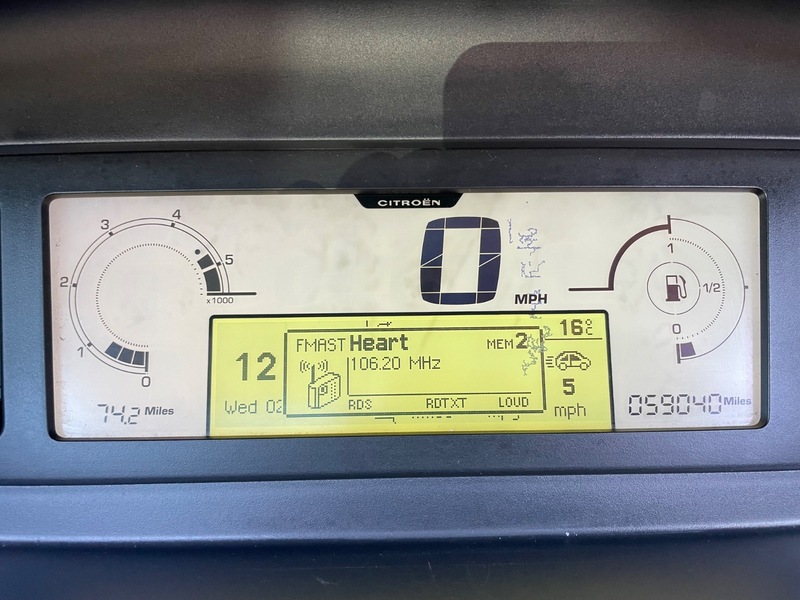 CITROËN
4
3
5
2
x1000
1
0
74.2 Miles
0
MPH
1
1/2
0
059040 Miles
12
Wed 02
FMAST Heart MEM 2
106.20 MHz
RDS RDTXT LOUD
16°C
5
mph